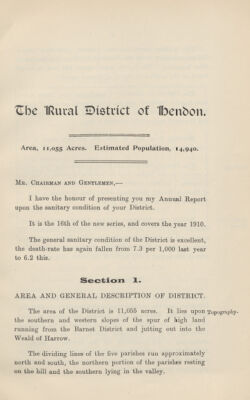 The Rural District of Hendon.
Area, 11,055 Acres. Estimated Population, 14,940.
Mr. Chairman and Gentlemen,—
I have the honour of presenting you my Annual Report
upon the sanitary condition of your District.
It is the 16th of the new series, and covers the year 1910.
The general sanitary condition of the District is excellent,
the death-rate has again fallen from 7.3 per 1,000 last year
to 6.2 this.
Section 1.
AREA AND GENERAL DESCRIPTION OF DISTRICT.
The area of the District is 11,055 acres. It lies upon Topography.
the southern and western slopes of the spur of high land
running from the Barnet District and jutting out into the
Weald of Harrow.
The dividing lines of the five parishes run approximately
north and south, the northern portion of the parishes resting
on the hill and the southern lying in the valley.